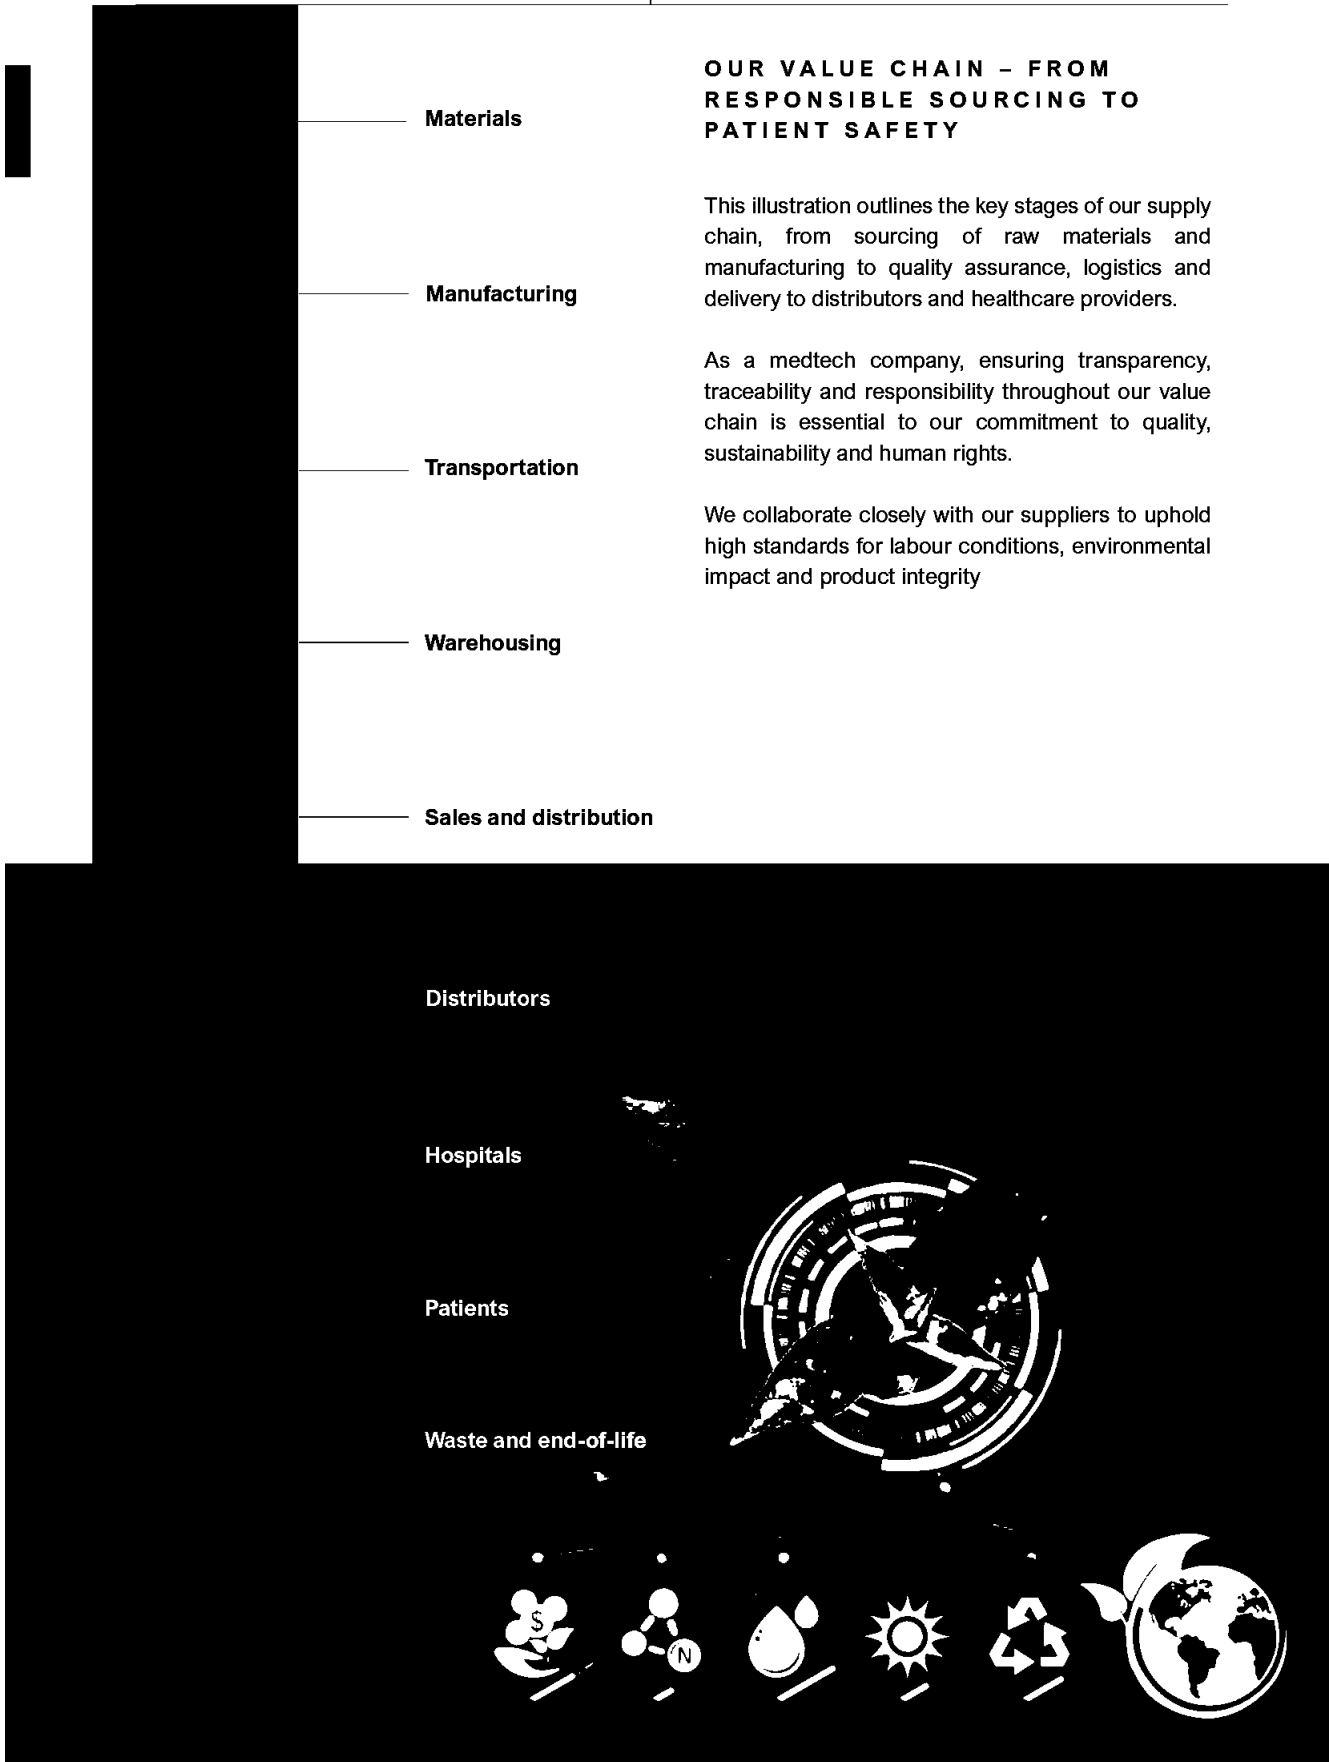 Materials
Manufacturing
Transportation
Warehousing
Sales and distribution
OUR VALUE CHAIN – FROM
RESPONSIBLE SOURCING TO
PATIENT SAFETY
This illustration outlines the key stages of our supply
chain, from sourcing of raw materials and
manufacturing to quality assurance, logistics and
delivery to distributors and healthcare providers.
As a medtech company, ensuring transparency,
traceability and responsibility throughout our value
chain is essential to our commitment to quality,
sustainability and human rights.
We collaborate closely with our suppliers to uphold
high standards for labour conditions, environmental
impact and product integrity
Distributors
Hospitals
Patients
Waste and end-of-life
$
N